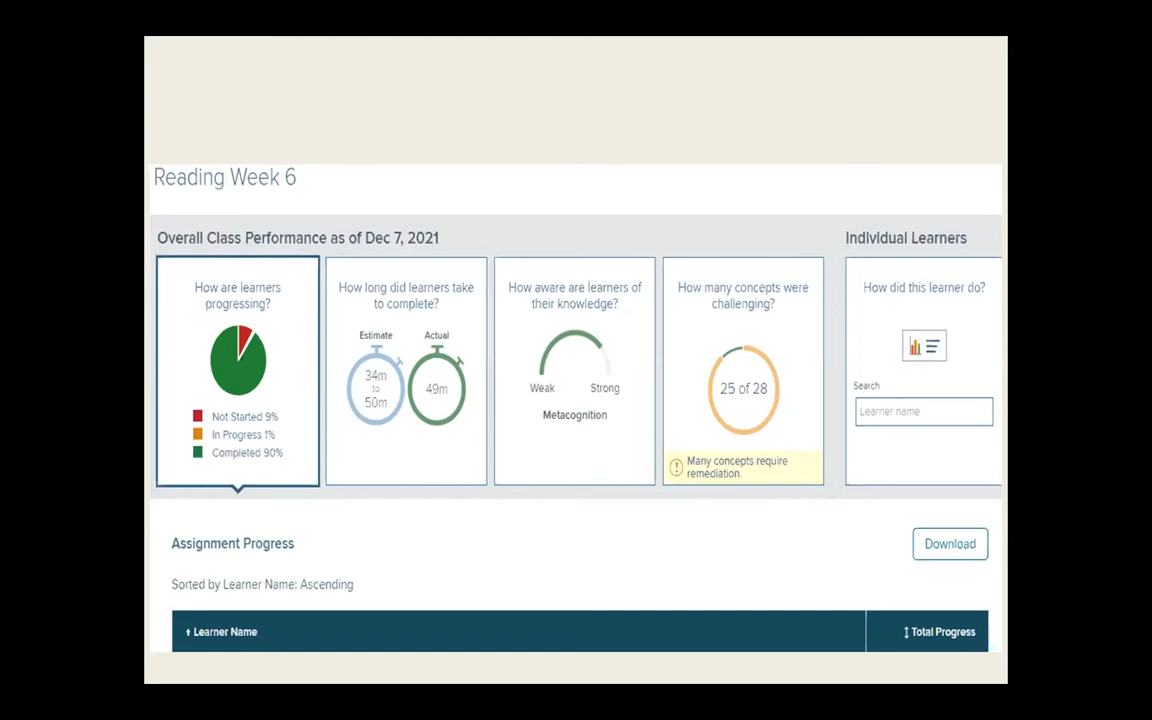 Reading Week 6
Overall Class Performance as of Dec 7, 2021
Individual Learners
How are learners
progressing?
Not Started 9%
In Progress 1%
Completed 90%
How long did learners take
to complete?
Estimate
Actual
34m
to
50m
49m
How aware are learners of
their knowledge?
Weak
Strong
Metacognition
How many concepts were
challenging?
25 of 28
Many concepts require
remediation.
How did this learner do?
Search
Learner name
Assignment Progress
Download
Sorted by Learner Name: Ascending
Learner Name
Total Progress